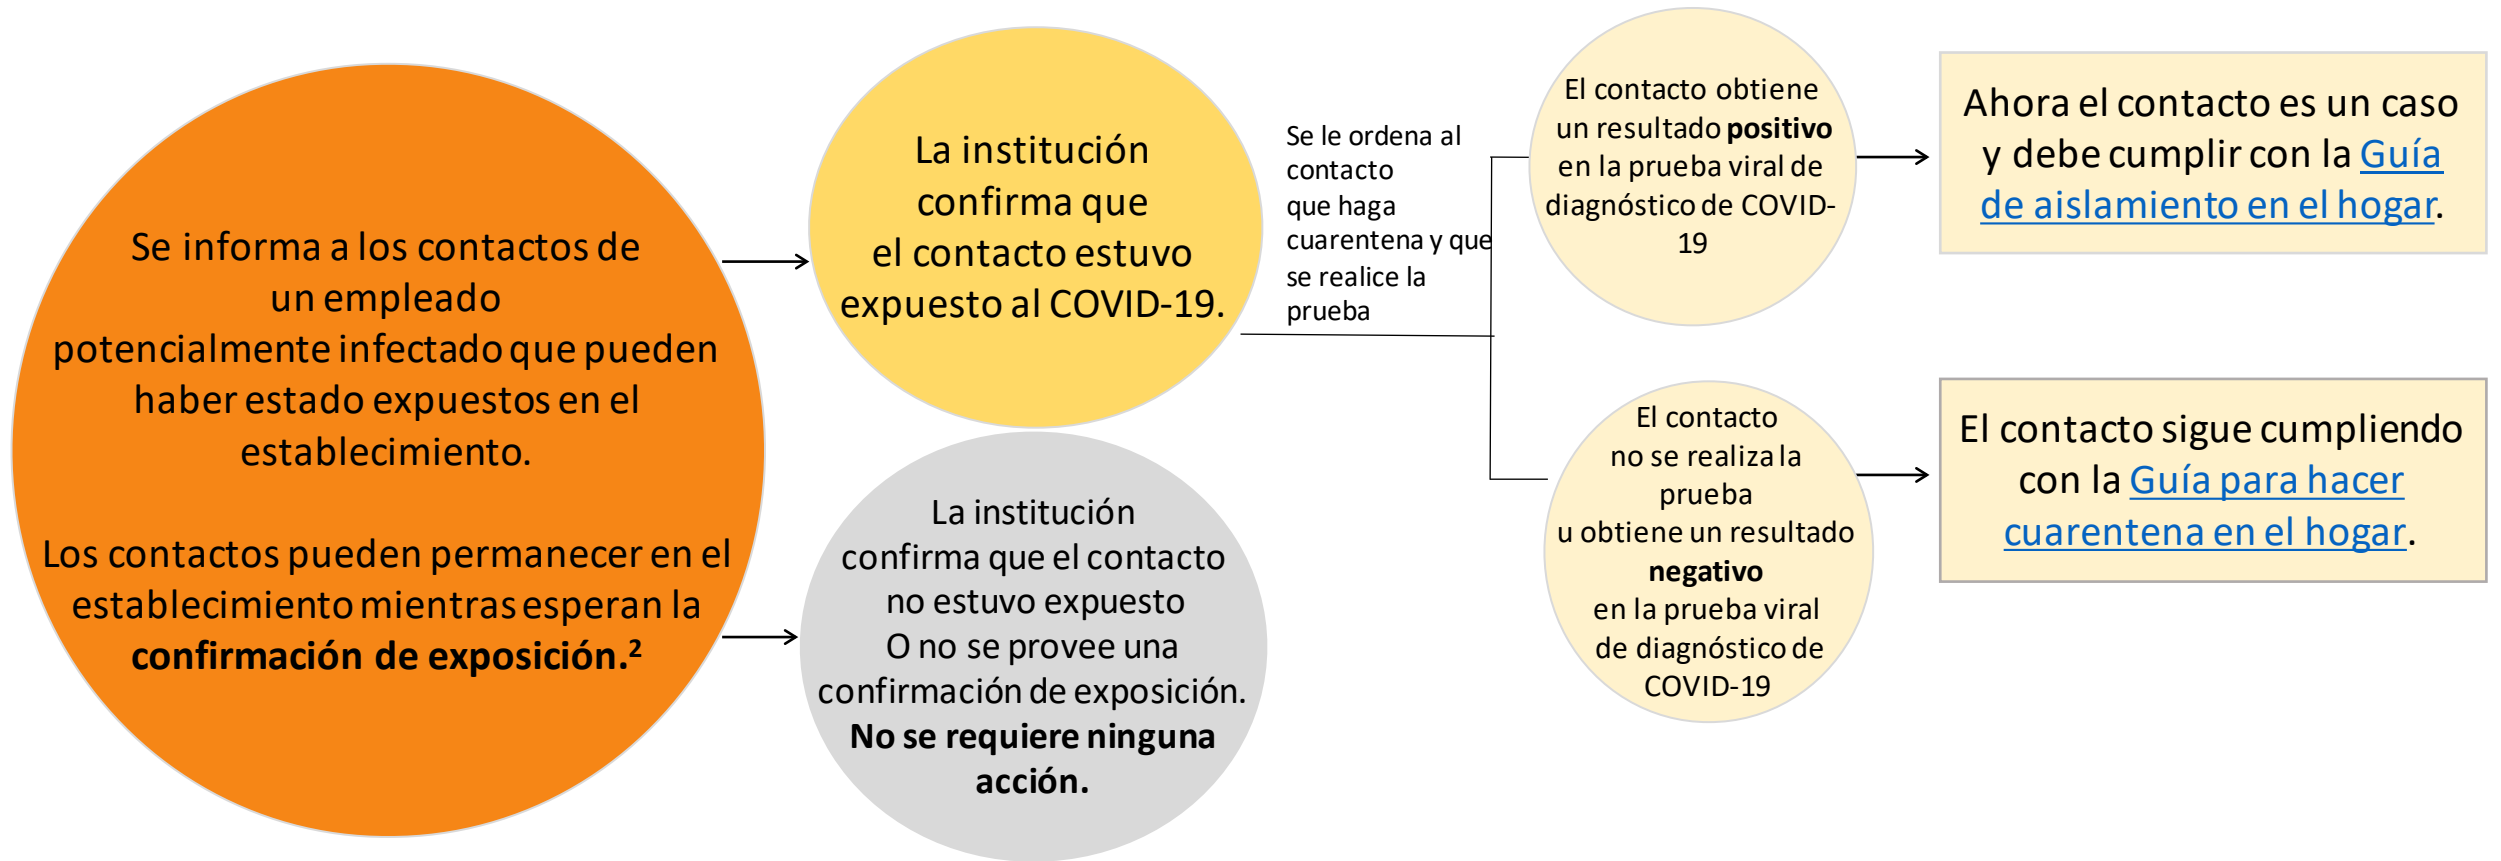 Se informa a los contactos de
un empleado
potencialmente infectado que pueden
haber estado expuestos en el
establecimiento.
Los contactos pueden permanecer en el
establecimiento mientras esperan la
confirmación de exposición.²
La institución
confirma que
el contacto estuvo
expuesto al COVID-19.
La institución
confirma que el contacto
no estuvo expuesto
O no se provee una
confirmación de exposición.
No se requiere ninguna
acción.
Se le ordena al
contacto
que haga
cuarentena y que
se realice la
prueba
El contacto obtiene
un resultado positivo
en la prueba viral de
diagnóstico de COVID-
19
Ahora el contacto es un caso
y debe cumplir con la Guía
de aislamiento en el hogar.
El contacto
no se realiza la
prueba
u obtiene un resultado
negativo
en la prueba viral
de diagnóstico de
COVID-19
El contacto sigue cumpliendo
con la Guía para hacer
cuarentena en el hogar.